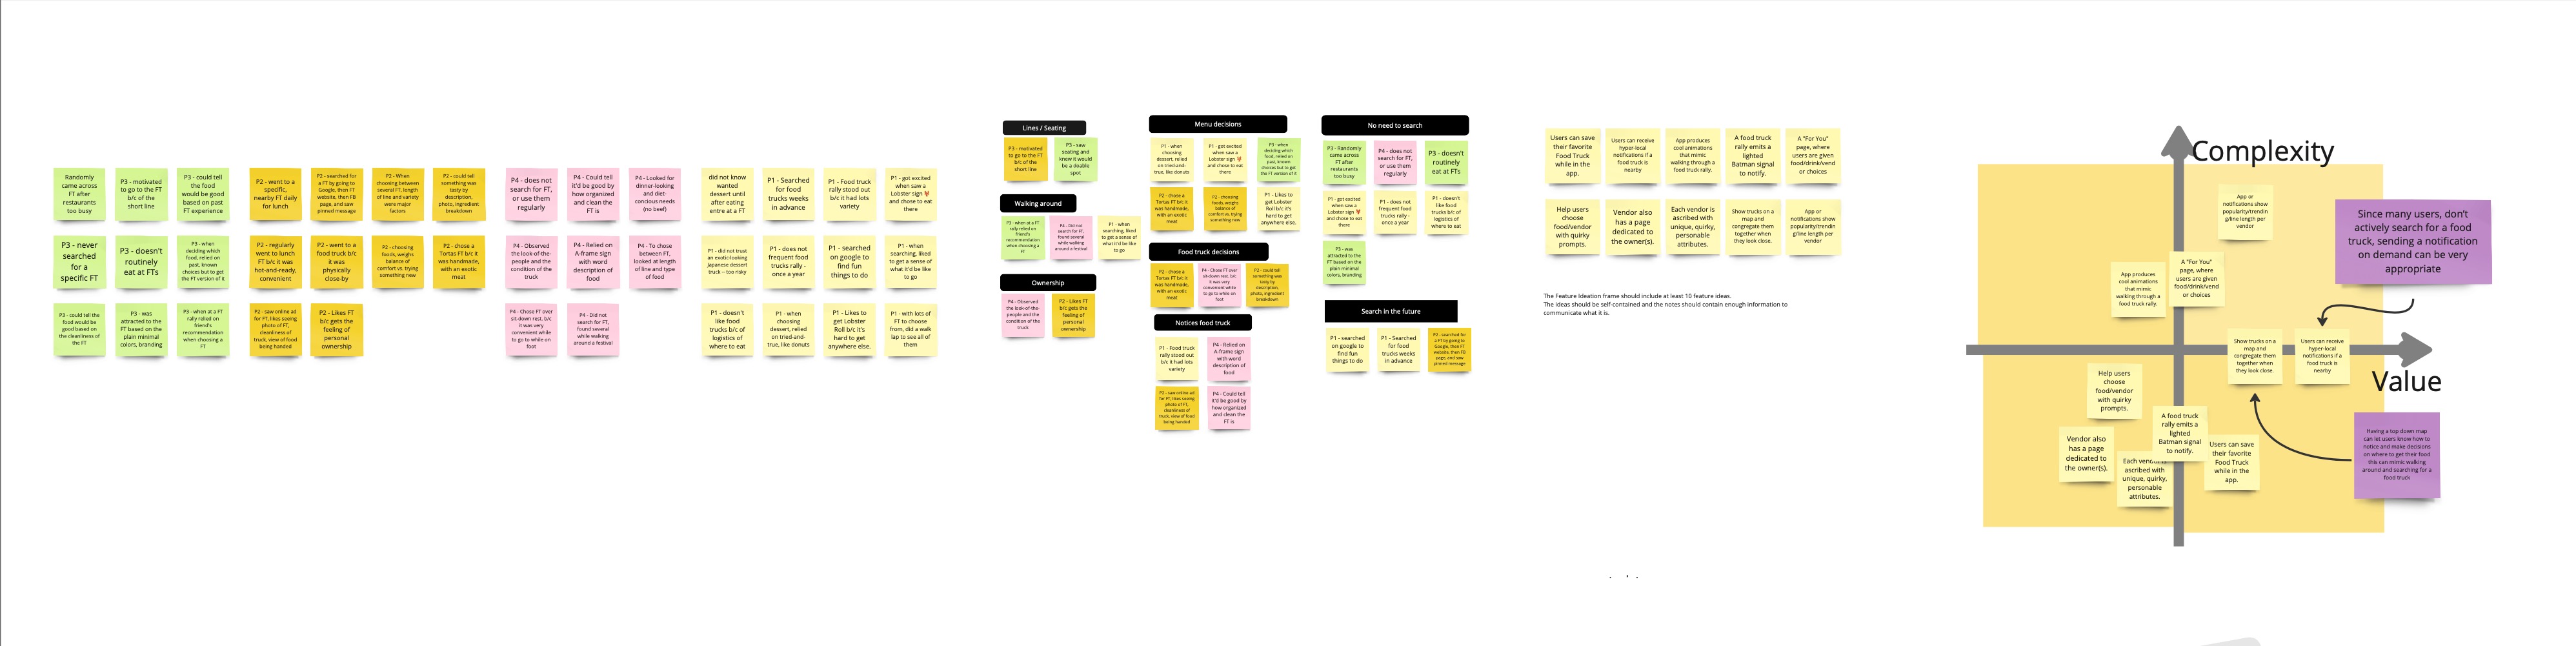 Randomly
came across
FT after
restaurants
too busy
P3 - motivated
to go to the FT
b/c of the
short line
P3 - could tell
the food
would be good
based on past
FT experience
P3 - never
searched
for a
specific FT
P3 - doesn't
routinely
eat at FTs
P3 - when
deciding which
food, relied on
past, known
choices but to get
the FT version of it
P3 - could tell the
food would be
good based on
the cleanliness of
the FT
P3 - was
attracted to the
FT based on the
plain minimal
colors, branding
P3 - when at a FT
rally relied on
friend's
recommendation
when choosing a
FT
P2 - went to a
specific,
nearby FT daily
for lunch
P2 - searched for
a FT by going to
Google, then FT
website, then FB
page, and saw
pinned message
P2 - When
choosing between
several FT, length
of line and variety
were major
factors
P2 - could tell
something was
tasty by
description,
photo, ingredient
breakdown
P2 - regularly
went to lunch
FT b/c it was
hot-and-ready,
convenient
P2 - went to a
food truck b/c
it was
physically
close-by
P2 - choosing
foods, weighs
balance of
comfort vs. trying
something new
P2 - chose a
Tortas FT b/c it
was handmade,
with an exotic
meat
P2 - saw online ad
for FT, likes seeing
photo of FT,
cleanliness of
truck, view of food
being handed
P2 - Likes FT
b/c gets the
feeling of
personal
ownership
P4 - does not
search for FT,
or use them
regularly
P4 - Could tell
it'd be good by
how organized
and clean the
FT is
P4 - Looked for
dinner-looking
and diet-
concious needs
(no beef)
P4 - Observed
the look-of-the-
people and the
condition of the
truck
P4 - Relied on
A-frame sign
with word
description of
food
P4 - To chose
between FT,
looked at length
of line and type
of food
P4 - Chose FT over
sit-down rest. b/c
it was very
convenient while
to go to while on
foot
P4 - Did not
search for FT,
found several
while walking
around a festival
did not know
wanted
dessert until
after eating
entre at a FT
P1 - Searched
for food
trucks weeks
in advance
P1 - Food truck
rally stood out
b/c it had lots
variety
P1 - got excited
when saw a
Lobster sign 🦞
and chose to eat
there
P1 - did not trust
an exotic-looking
Japanese dessert
truck -- too risky
P1 - does not
frequent food
trucks rally -
once a year
P1 - searched
on google to
find fun
things to do
P1 - when
searching, liked
to get a sense of
what it'd be like
to go
P1 - doesn't
like food
trucks b/c of
logistics of
where to eat
P1 - when
choosing
dessert, relied
on tried-and-
true, like donuts
P1 - Likes to
get Lobster
Roll b/c it's
hard to get
anywhere else.
P1 - with lots of
FT to choose
from, did a walk
lap to see all of
them
Lines / Seating
P3 - motivated
to go to the FT
b/c of the
short line
P3 - saw
seating and
knew it would
be a doable
spot
Walking around
P3 - when at a FT
rally relied on
friend's
recommendation
when choosing a
FT
P4 - Did not
search for FT,
found several
while walking
around a festival
P1 - when
searching, liked
to get a sense of
what it'd be like
to go
Ownership
P4 - Observed
the look-of-the-
people and the
condition of the
truck
P2 - Likes FT
b/c gets the
feeling of
personal
ownership
Menu decisions
P1 - when
choosing
dessert, relied
on tried-and-
true, like donuts
P1 - got excited
when saw a
Lobster sign 🦞
and chose to eat
there
P3 - when
deciding which
food, relied on
past, known
choices but to get
the FT version of it
P2 - chose a
Tortas FT b/c it
was handmade,
with an exotic
meat
P2 - choosing
foods, weighs
balance of
comfort vs. trying
something new
P1 - Likes to
get Lobster
Roll b/c it's
hard to get
anywhere else.
Food truck decisions
P2 - chose a
Tortas FT b/c it
was handmade,
with an exotic
meat
P4 - Chose FT over
sit-down rest. b/c
it was very
convenient while
to go to while on
foot
P2 - could tell
something was
tasty by
description,
photo, ingredient
breakdown
Notices food truck
P1 - Food truck
rally stood out
b/c it had lots
variety
P4 - Relied on
A-frame sign
with word
description of
food
P2 - saw online ad
for FT, likes seeing
photo of FT,
cleanliness of
truck, view of food
being handed
P4 - Could tell
it'd be good by
how organized
and clean the
FT is
No need to search
P3 - Randomly
came across
FT after
restaurants
too busy
P4 - does not
search for FT,
or use them
regularly
P3 - doesn't
routinely
eat at FTs
P1 - got excited
when saw a
Lobster sign 🦞
and chose to eat
there
P1 - does not
frequent food
trucks rally -
once a year
P1 - doesn't
like food
trucks b/c of
logistics of
where to eat
P3 - was
attracted to the
FT based on the
plain minimal
colors, branding
Search in the future
P1 - searched
on google to
find fun
things to do
P1 - Searched
for food
trucks weeks
in advance
P2 - searched for
a FT by going to
Google, then FT
website, then FB
page, and saw
pinned message
Users can save
their favorite
Food Truck
while in the
app.
Users can receive
hyper-local
notifications if a
food truck is
nearby
App produces
cool animations
that mimic
walking through a
food truck rally.
A food truck
rally emits a
lighted
Batman signal
to notify.
A "For You"
page, where
users are given
food/drink/vend
or choices
Help users
choose
food/vendor
with quirky
prompts.
Vendor also
has a page
dedicated to
the owner(s).
Each vendor is
ascribed with
unique, quirky,
personable
attributes.
Show trucks on a
map and
congregate them
together when
they look close.
App or
notifications show
popularity/trendin
g/line length per
vendor
The Feature Ideation frame should include at least 10 feature ideas.
The ideas should be self-contained and the notes should contain enough information to
communicate what it is.
Complexity
App or
notifications show
popularity/trendin
g/line length per
vendor
Since many users, don't
actively search for a food
truck, sending a notification
on demand can be very
appropriate
App produces
cool animations
that mimic
walking through a
food truck rally.
A "For You"
page, where
users are given
food/drink/vend
or choices
Show trucks on a
map and
congregate them
together when
they look close.
Users can receive
hyper-local
notifications if a
food truck is
nearby
Value
Help users
choose
food/vendor
with quirky
prompts.
A food truck
rally emits a
lighted
Batman signal
to notify.
Vendor also
has a page
dedicated to
the owner(s).
Each vendor is
ascribed with
unique, quirky,
personable
attributes.
Users can save
their favorite
Food Truck
while in the
app.
Having a top down map
can let users know how to
notice and make decisions
on where to get their food
this can mimic walking
around and searching for a
food truck